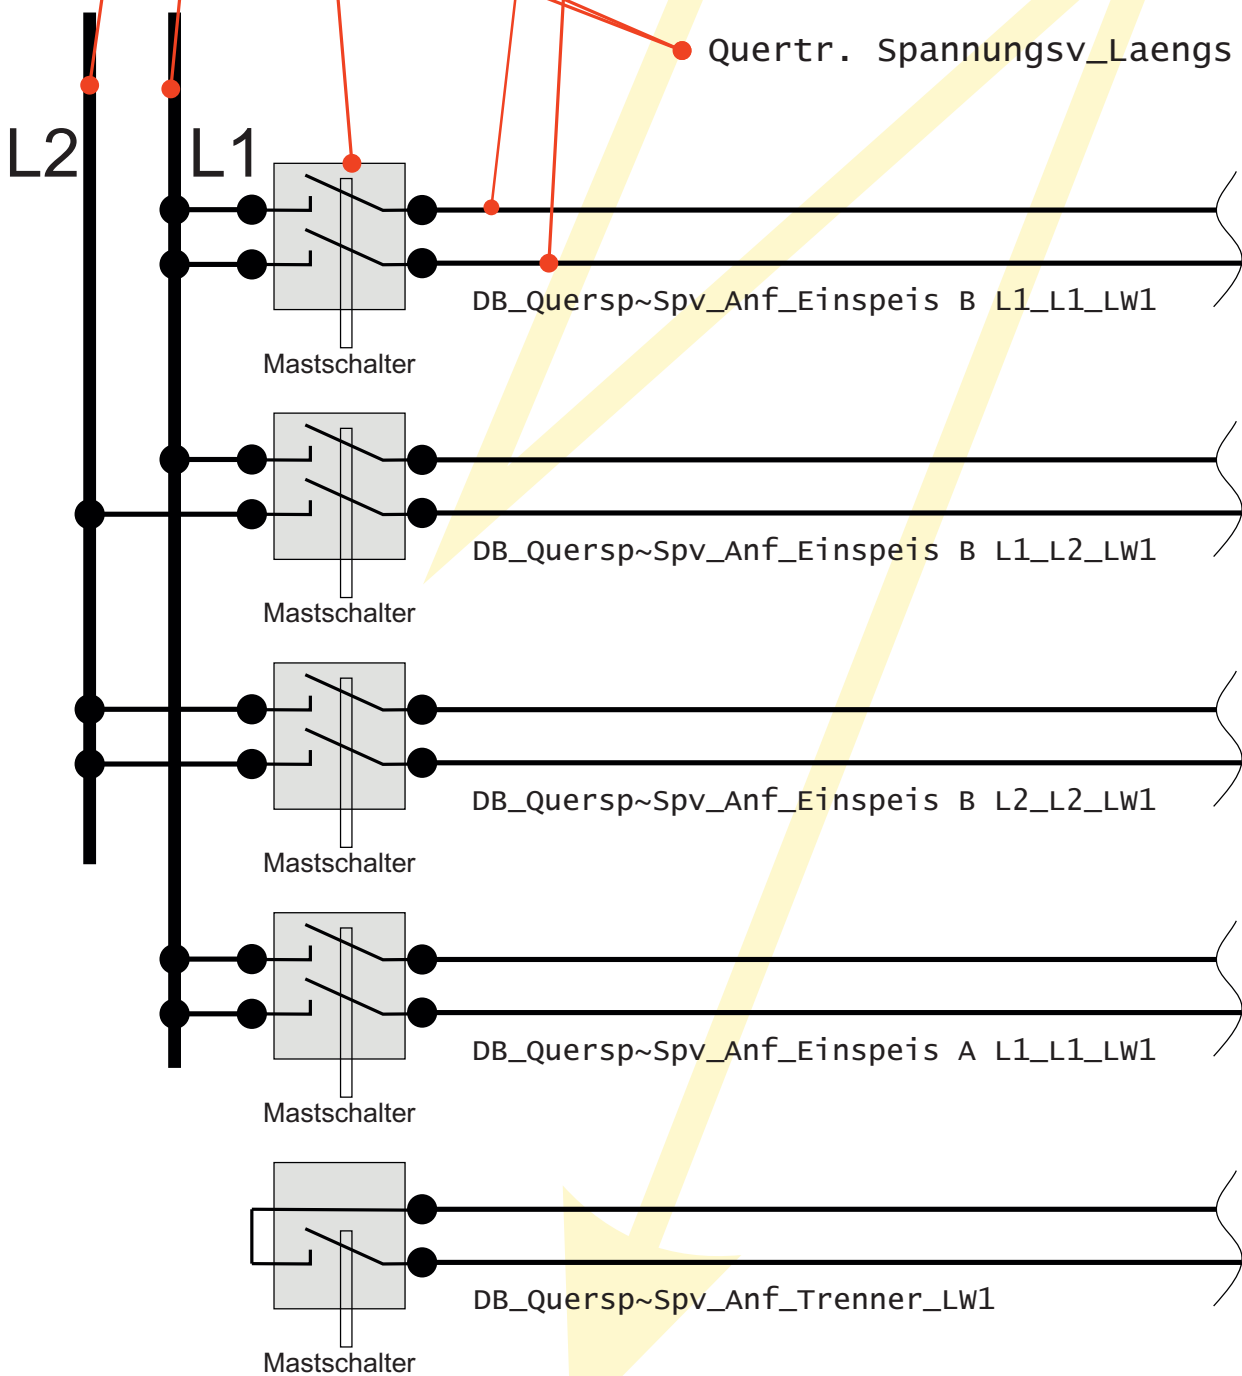 Quertr. Spannungsv_Laengs
L2 L1
DB_Quersp~Spv_Anf_Einspeis B L1_L1_LW1
Mastschalter
DB_Quersp~Spv_Anf_Einspeis B L1_L2_LW1
Mastschalter
DB_Quersp~Spv_Anf_Einspeis B L2_L2_LW1
Mastschalter
DB_Quersp~Spv_Anf_Einspeis A L1_L1_LW1
Mastschalter
DB_Quersp~Spv_Anf_Trenner_LW1
Mastschalter